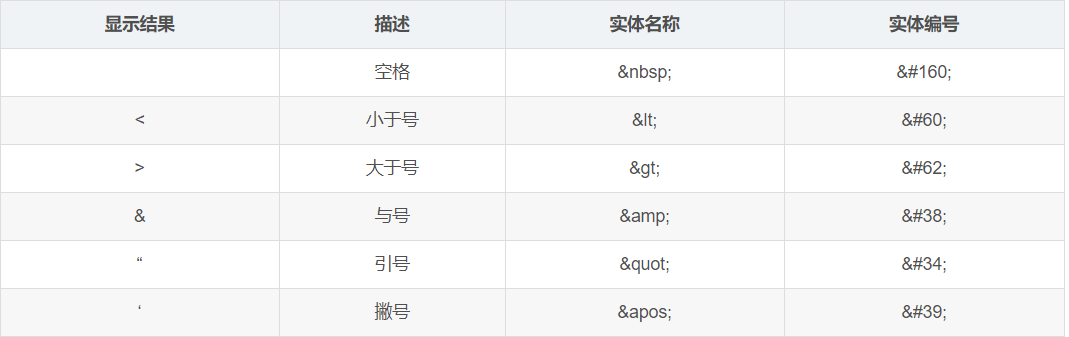 显示结果 描述 实体名称 实体编号
空格 &nbsp; &#160;
< 小于号 &lt; &#60;
> 大于号 &gt; &#62;
& 与号 &amp; &#38;
“ 引号 &quot; &#34;
‘ 撇号 &apos; &#39;